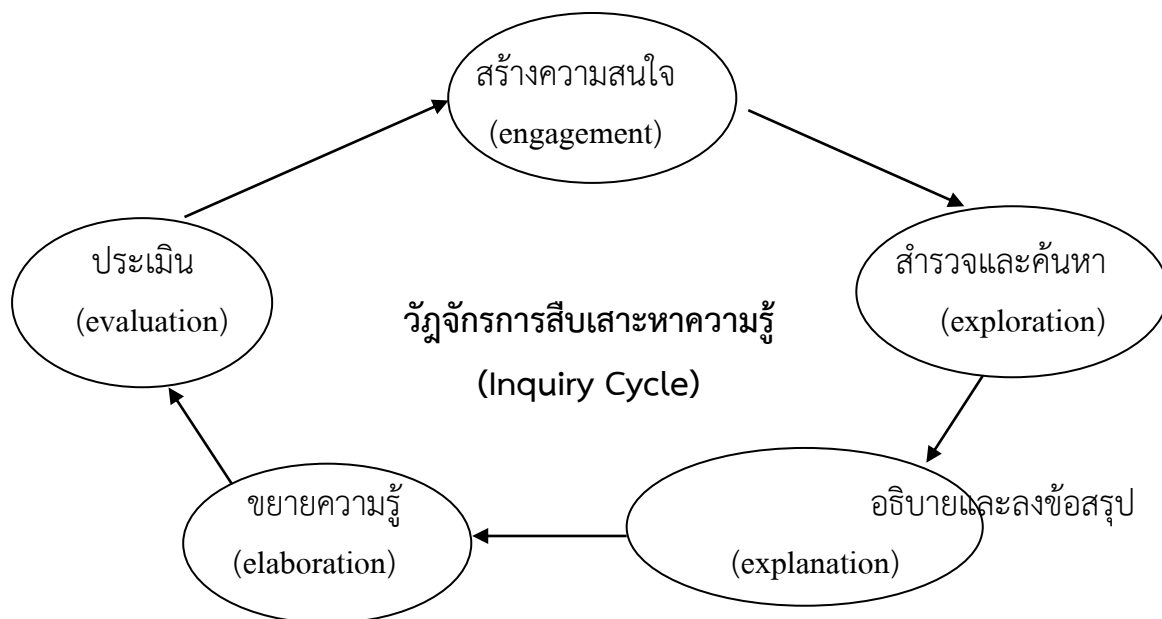 สร้างความสนใจ
(engagement)
ประเมิน
(evaluation)
สำรวจและค้นหา
(exploration)
วัฎจักรการสืบเสาะหาความรู้
(Inquiry Cycle)
ขยายความรู้
(elaboration)
อธิบายและลงข้อสรุป
(explanation)